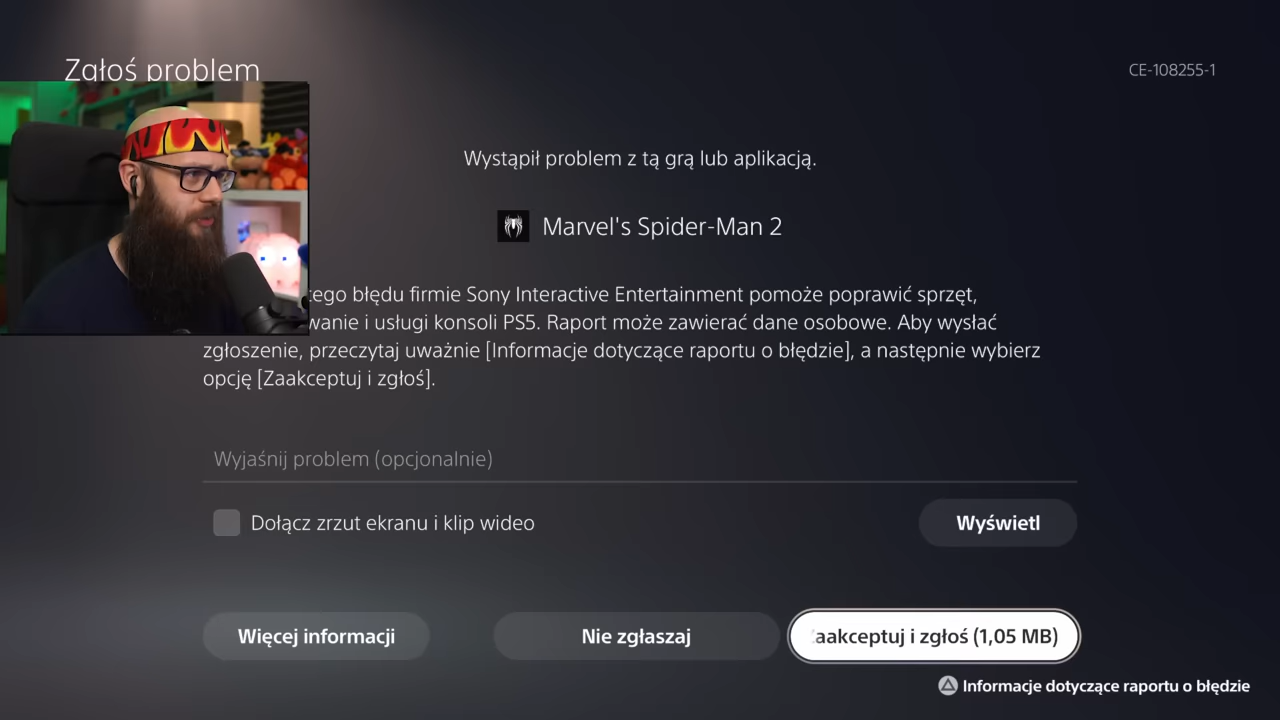 Zgłoś problem
CE-108255-1
Wystąpił problem z tą grą lub aplikacją.
Marvel's Spider-Man 2
tego błędu firmie Sony Interactive Entertainment pomoże poprawić sprzęt,
wanie i usługi konsoli PS5. Raport może zawierać dane osobowe. Aby wysłać
zgłoszenie, przeczytaj uważnie [Informacje dotyczące raportu o błędzie], a następnie wybierz
opcję [Zaakceptuj i zgłoś].
Wyjaśnij problem (opcjonalnie)
Dołącz zrzut ekranu i klip wideo
Wyświetl
Więcej informacji
Nie zgłaszaj
aakceptuj i zgłoś (1,05 MB)
Informacje dotyczące raportu o błędzie